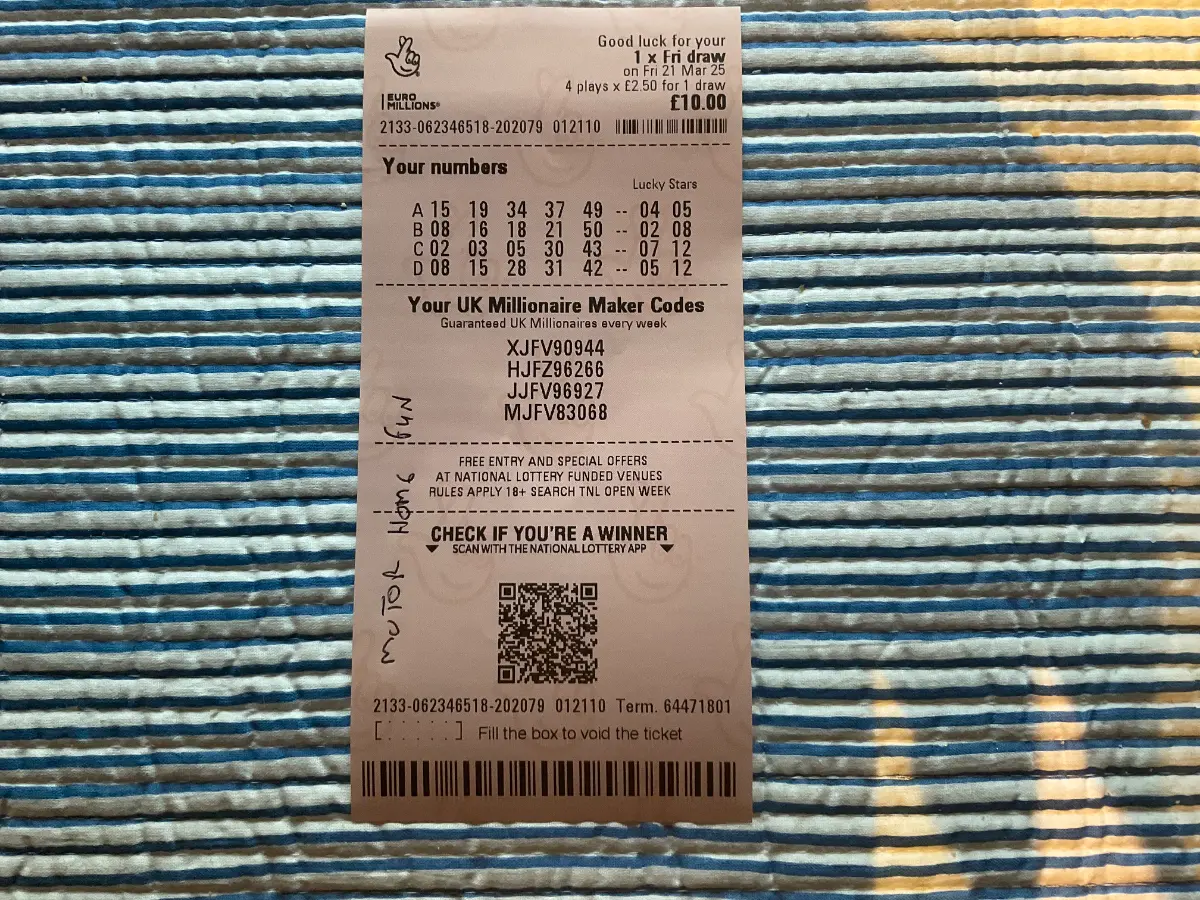 Good luck for your
1 x Fri draw
on Fri 21 Mar 25
4 plays x £2.50 for 1 draw
£10.00
EURO
MILLIONS®
2133-062346518-202079 012110
Your numbers
Lucky Stars
A 15 19 34 37 49 -- 04 05
B 08 16 18 21 50 -- 02 08
C 02 03 05 30 43 -- 07 12
D 08 15 28 31 42 -- 05 12
Your UK Millionaire Maker Codes
Guaranteed UK Millionaires every week
XJFV90944
HJFZ96266
JJFV96927
MJFV83068
FREE ENTRY AND SPECIAL OFFERS
AT NATIONAL LOTTERY FUNDED VENUES
RULES APPLY 18+ SEARCH TNL OPEN WEEK
CHECK IF YOU'RE A WINNER
SCAN WITH THE NATIONAL LOTTERY APP
2133-062346518-202079 012110 Term. 64471801
[.....] Fill the box to void the ticket
MOTOR HOME FUN